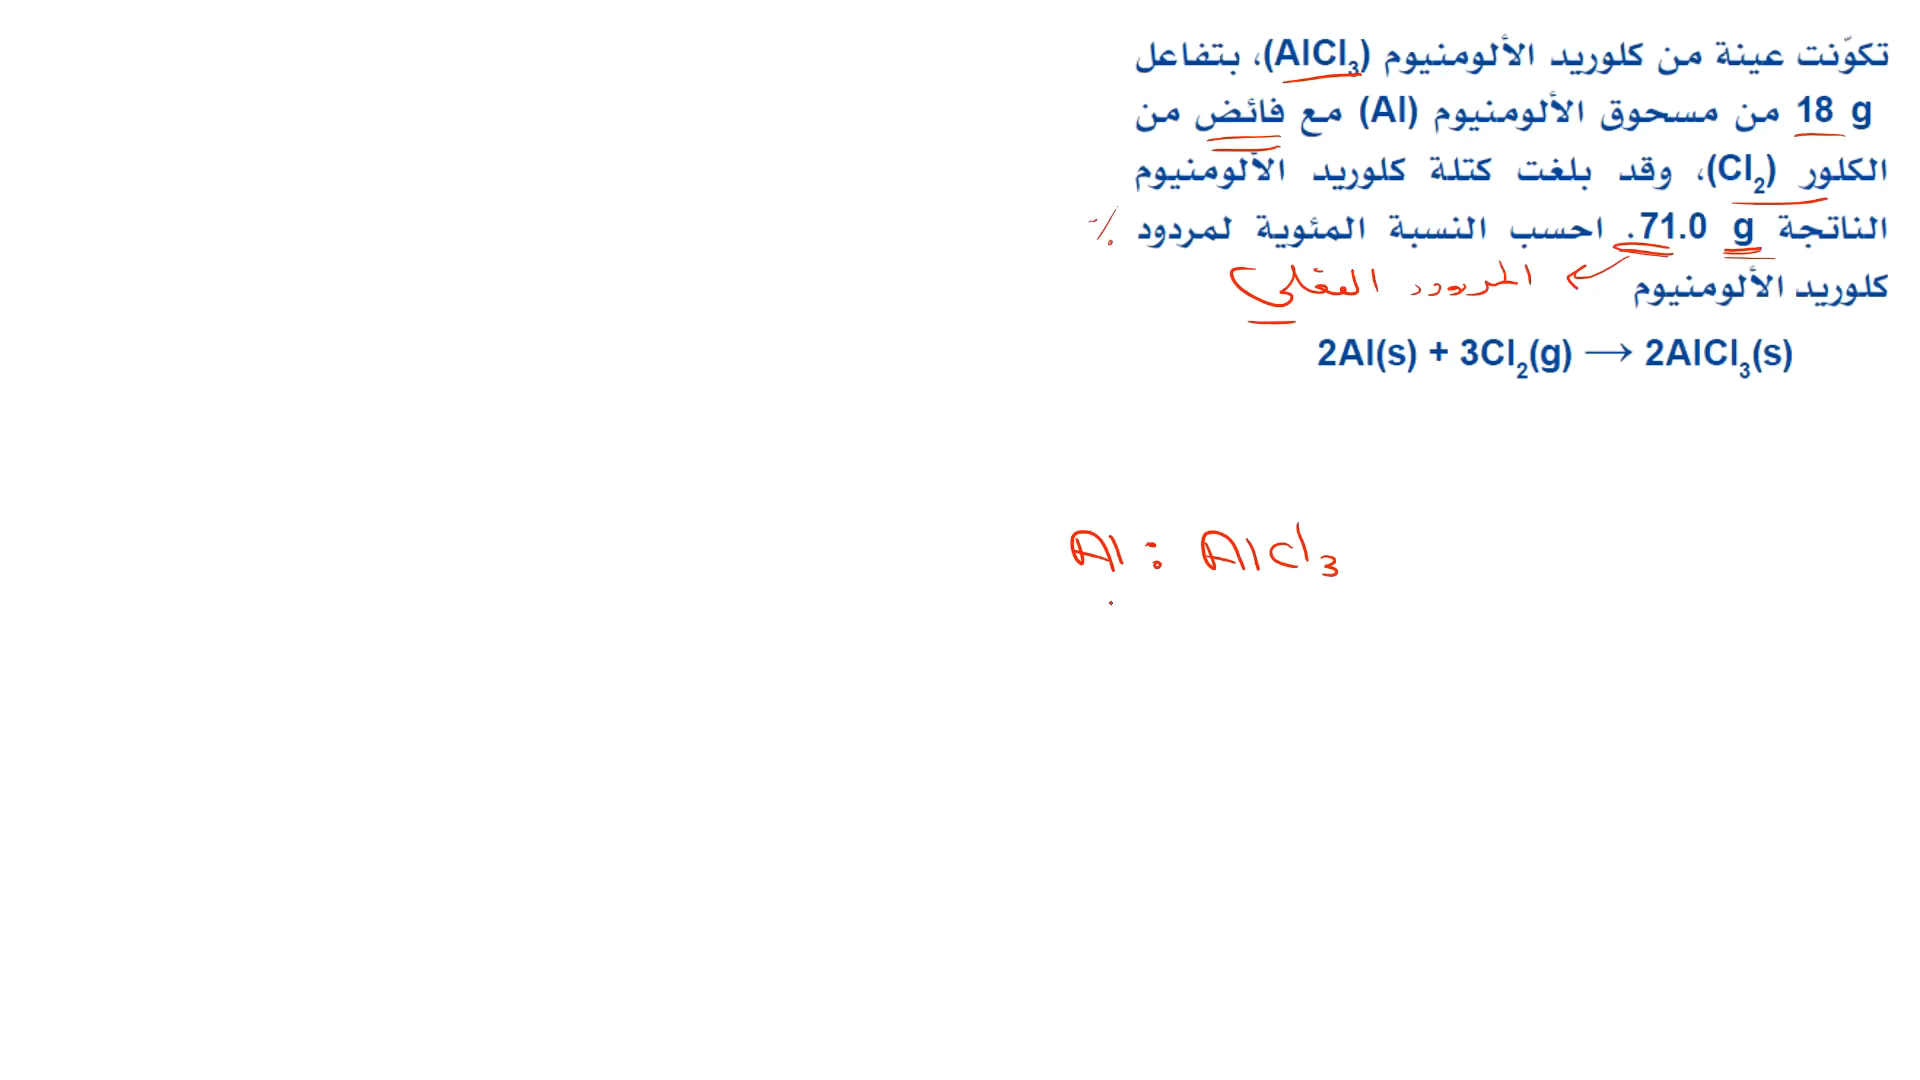 تكوّنت عينة من كلوريد الألومنيوم (AlCl₃)، بتفاعل
18 g من مسحوق الألومنيوم (Al) مع فائض من
الكلور (Cl₂)، وقد بلغت كتلة كلوريد الألومنيوم
الناتجة 71.0 g. احسب النسبة المئوية لمردود %
كلوريد الألومنيوم
المردود الفعلي
2Al(s) + 3Cl₂(g) ⟶ 2AlCl₃(s)
Al : AlCl₃